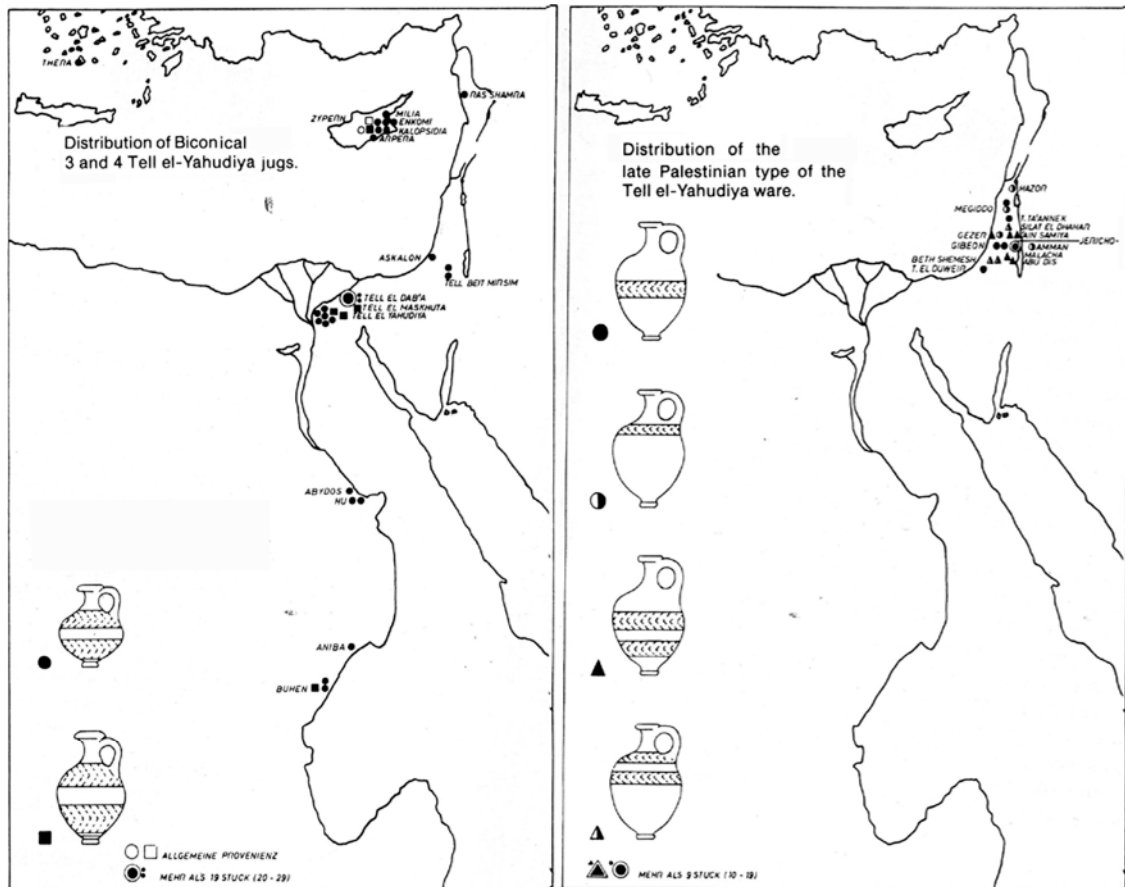 THERA
RAS SHAMRA
ZYPERN
MILIA
ENKOMI
KALOPSIDIA
ARPERA
Distribution of Biconical
3 and 4 Tell el-Yahudiya jugs.
ASKALON
TELL BEIT MIRSIM
TELL EL DAB'A
TELL EL MASKHUTA
TELL EL YAHUDIYA
ABYDOS
HU
ANIBA
BUHEN
ALLGEMEINE PROVENIENZ
MEHR ALS 19 STUCK (20 - 29)
Distribution of the
late Palestinian type of the
Tell el-Yahudiya ware.
HAZOR
MEGIDDO
T. TA'ANNEK
SILAT EL DHAHAR
GEZER
AIN SAMIYA
JERICHO
GIBEON
AMMAN
BETH SHEMESH
MALACHA
T. EL DUWEIR
ABU DIS
MEHR ALS 9 STUCK (10 - 19)